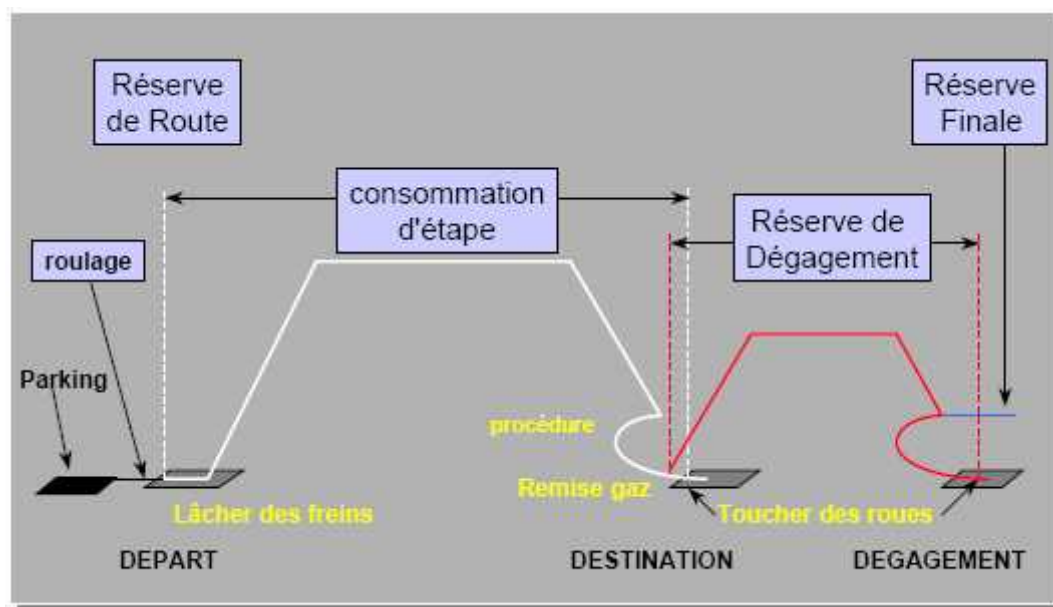 Réserve
de Route
Réserve
Finale
consommation
d'étape
Réserve de
Dégagement
roulage
Parking
procédure
Remise gaz
Lâcher des freins
Toucher des roues
DEPART
DESTINATION
DEGAGEMENT